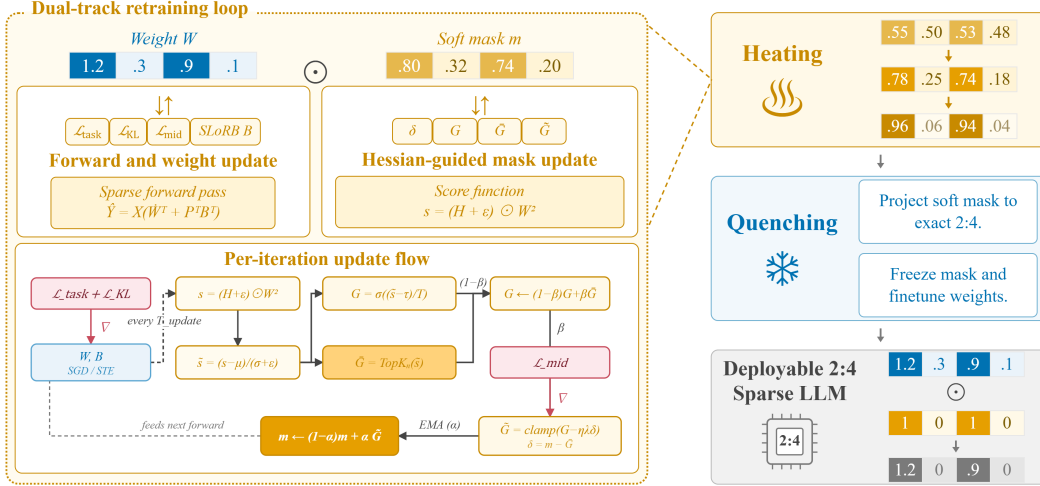 Dual-track retraining loop
Weight W
1.2 .3 .9 .1
⊙
Soft mask m
.80 .32 .74 .20
↓↑
ℒtask ℒKL ℒmid SLoRB B
Forward and weight update
Sparse forward pass
Ŷ = X(Ŵᵀ + PᵀBᵀ)
↓↑
δ G Ĝ G̃
Hessian-guided mask update
Score function
s = (H + ε) ⊙ W²
Per-iteration update flow
ℒ_task + ℒ_KL
∇
every T_update
W, B
SGD / STE
s = (H+ε) ⊙W²
s̃ = (s−μ)/(σ+ε)
G = σ((s̃−τ)/T)
Ĝ = TopKₙ(s̃)
(1−β)
G ← (1−β)G+βĜ
β
ℒ_mid
∇
G̃ = clamp(G−ηλδ)
δ = m − Ĝ
EMA (α)
m ← (1−α)m + α G̃
feeds next forward
Heating
.55 .50 .53 .48
.78 .25 .74 .18
.96 .06 .94 .04
Quenching
Project soft mask to
exact 2:4.
Freeze mask and
finetune weights.
Deployable 2:4
Sparse LLM
2:4
1.2 .3 .9 .1
⊙
1 0 1 0
1.2 0 .9 0